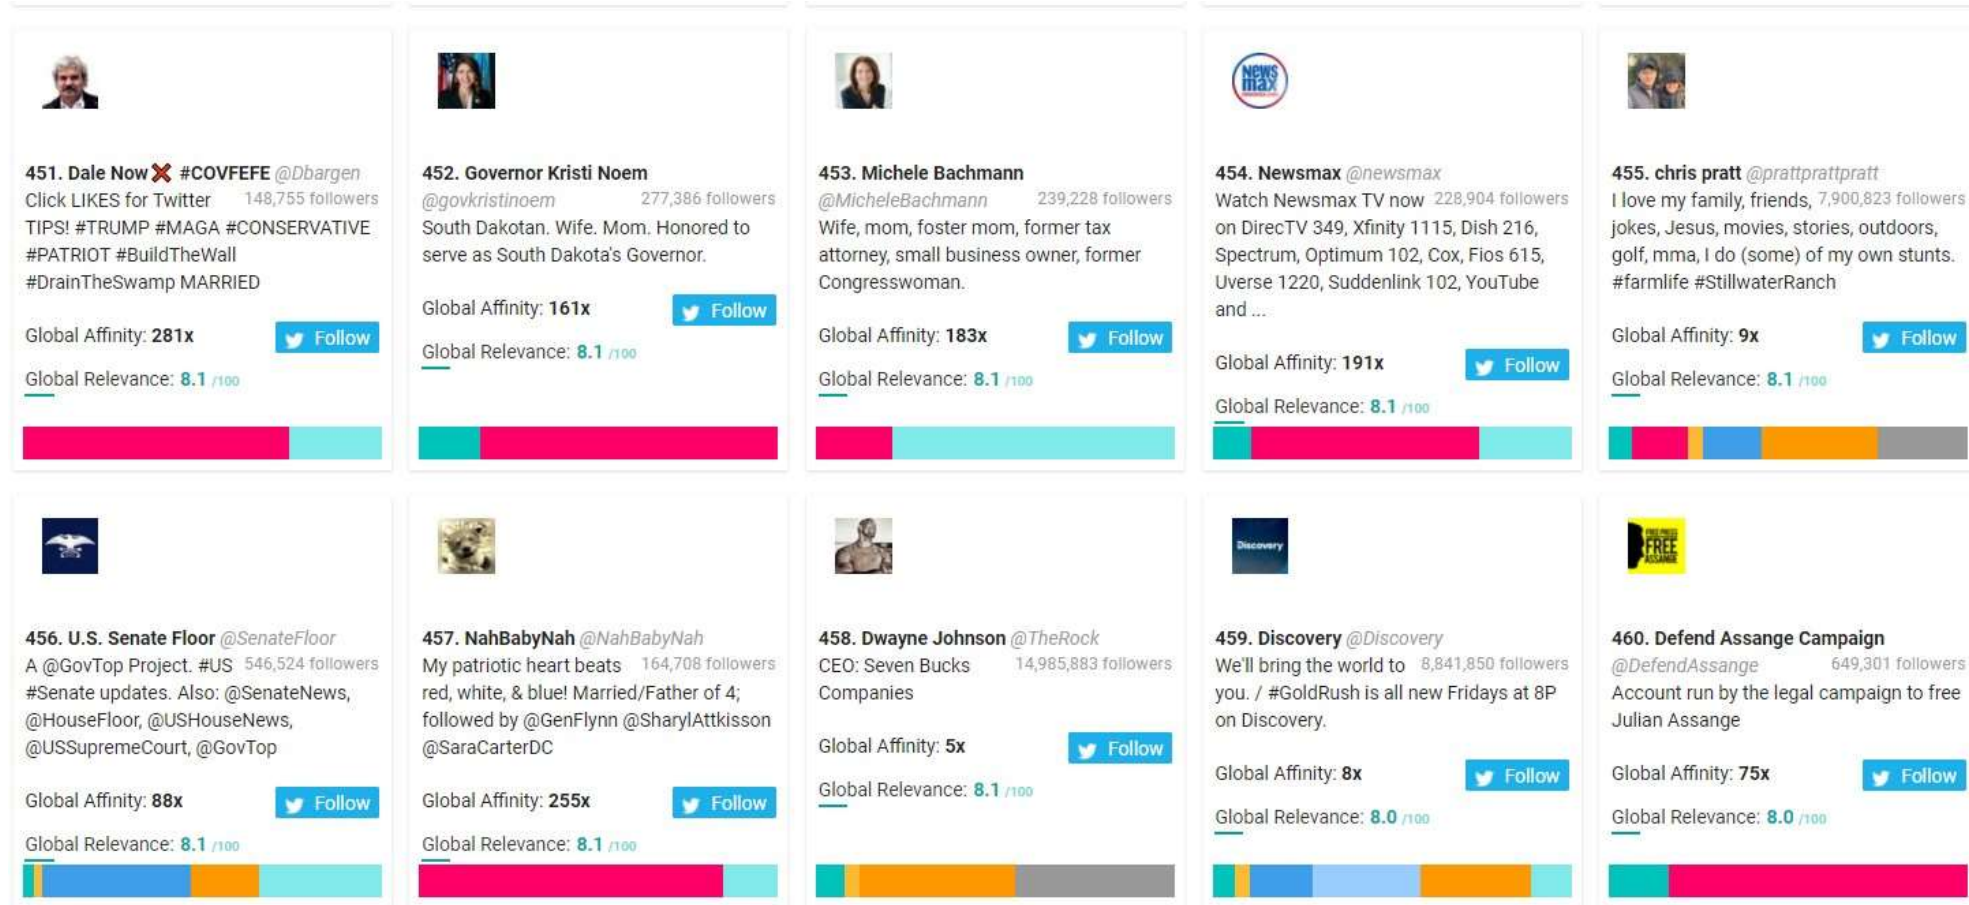 News
max
451. Dale Now❌ #COVFEFE @Dbargen
Click LIKES for Twitter 148,755 followers
TIPS! #TRUMP #MAGA #CONSERVATIVE
#PATRIOT #BuildTheWall
#DrainTheSwamp MARRIED
Global Affinity: 281x
Follow
Global Relevance: 8.1 /100
452. Governor Kristi Noem
@govkristinoem 277,386 followers
South Dakotan. Wife. Mom. Honored to
serve as South Dakota's Governor.
Global Affinity: 161x
Follow
Global Relevance: 8.1 /100
453. Michele Bachmann
@MicheleBachmann 239,228 followers
Wife, mom, foster mom, former tax
attorney, small business owner, former
Congresswoman.
Global Affinity: 183x
Follow
Global Relevance: 8.1 /100
454. Newsmax @newsmax
Watch Newsmax TV now 228,904 followers
on DirecTV 349, Xfinity 1115, Dish 216,
Spectrum, Optimum 102, Cox, Fios 615,
Uverse 1220, Suddenlink 102, YouTube
and ...
Global Affinity: 191x
Follow
Global Relevance: 8.1 /100
455. chris pratt @prattprattpratt
I love my family, friends, 7,900,823 followers
jokes, Jesus, movies, stories, outdoors,
golf, mma, I do (some) of my own stunts.
#farmlife #StillwaterRanch
Global Affinity: 9x
Follow
Global Relevance: 8.1 /100
456. U.S. Senate Floor @SenateFloor
A @GovTop Project. #US 546,524 followers
#Senate updates. Also: @SenateNews,
@HouseFloor, @USHouseNews,
@USSupremeCourt, @GovTop
Global Affinity: 88x
Follow
Global Relevance: 8.1 /100
457. NahBabyNah @NahBabyNah
My patriotic heart beats 164,708 followers
red, white, & blue! Married/Father of 4;
followed by @GenFlynn @SharylAttkisson
@SaraCarterDC
Global Affinity: 255x
Follow
Global Relevance: 8.1 /100
458. Dwayne Johnson @TheRock
CEO: Seven Bucks 14,985,883 followers
Companies
Global Affinity: 5x
Follow
Global Relevance: 8.1 /100
Discovery
459. Discovery @Discovery
We'll bring the world to 8,841,850 followers
you. / #GoldRush is all new Fridays at 8P
on Discovery.
Global Affinity: 8x
Follow
Global Relevance: 8.0 /100
FREE PRESS
FREE
ASSANGE
460. Defend Assange Campaign
@DefendAssange 649,301 followers
Account run by the legal campaign to free
Julian Assange
Global Affinity: 75x
Follow
Global Relevance: 8.0 /100